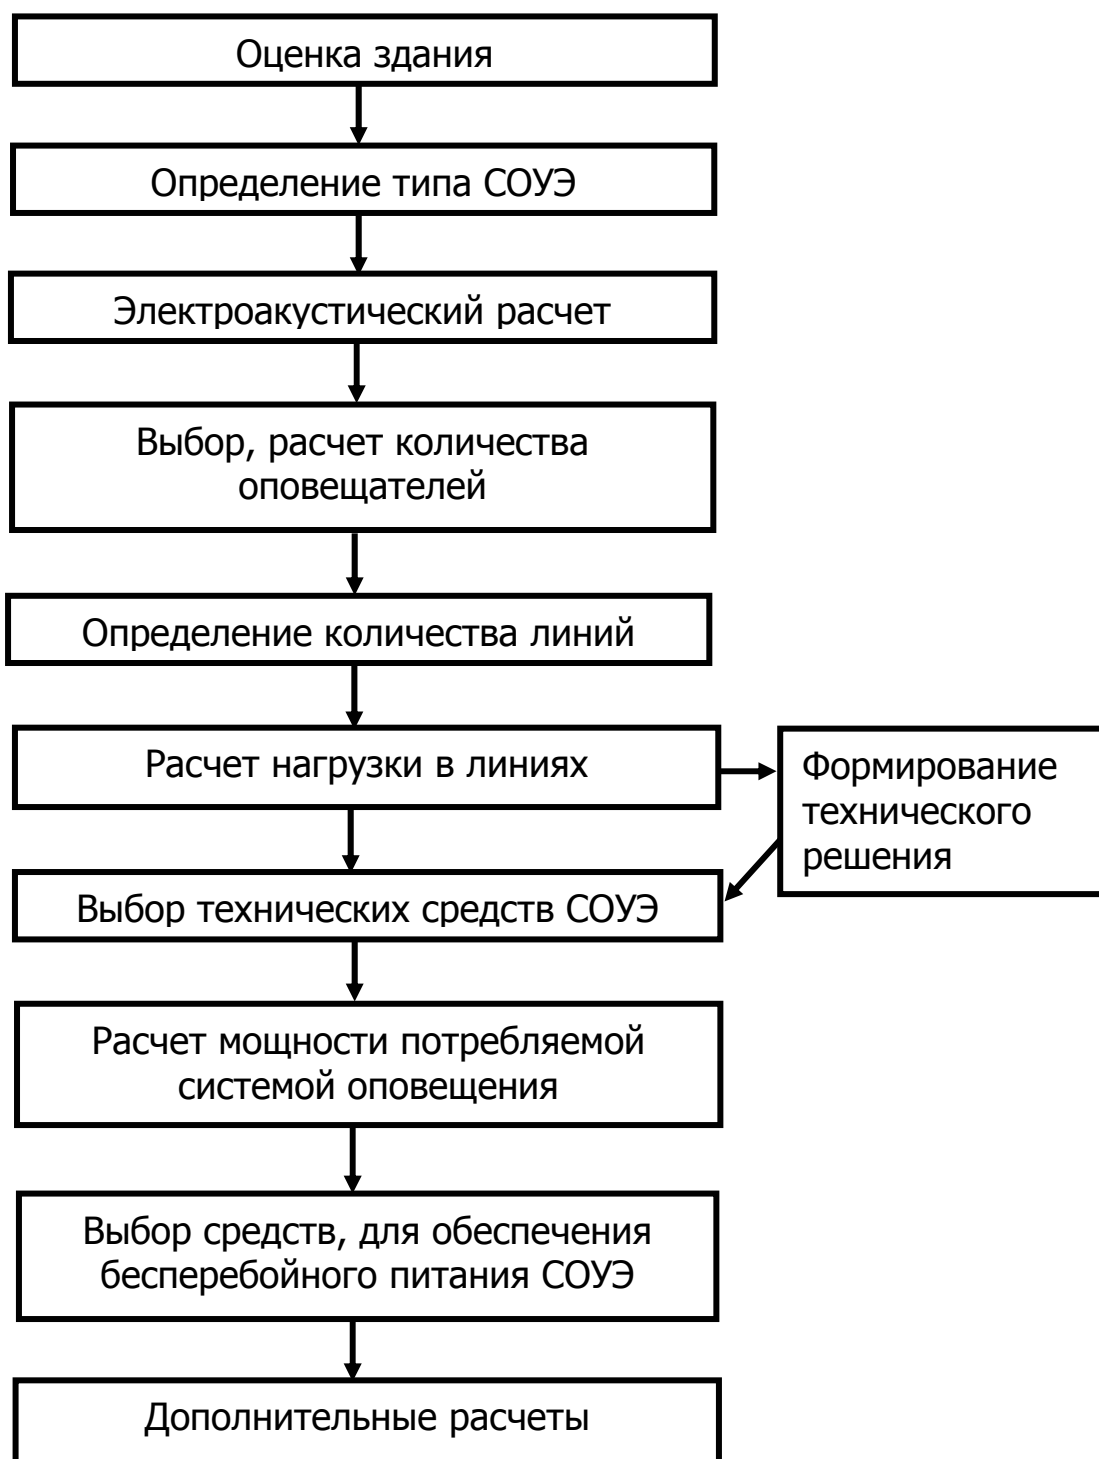 Оценка здания
Определение типа СОУЭ
Электроакустический расчет
Выбор, расчет количества
оповещателей
Определение количества линий
Расчет нагрузки в линиях
Формирование
технического
решения
Выбор технических средств СОУЭ
Расчет мощности потребляемой
системой оповещения
Выбор средств, для обеспечения
бесперебойного питания СОУЭ
Дополнительные расчеты